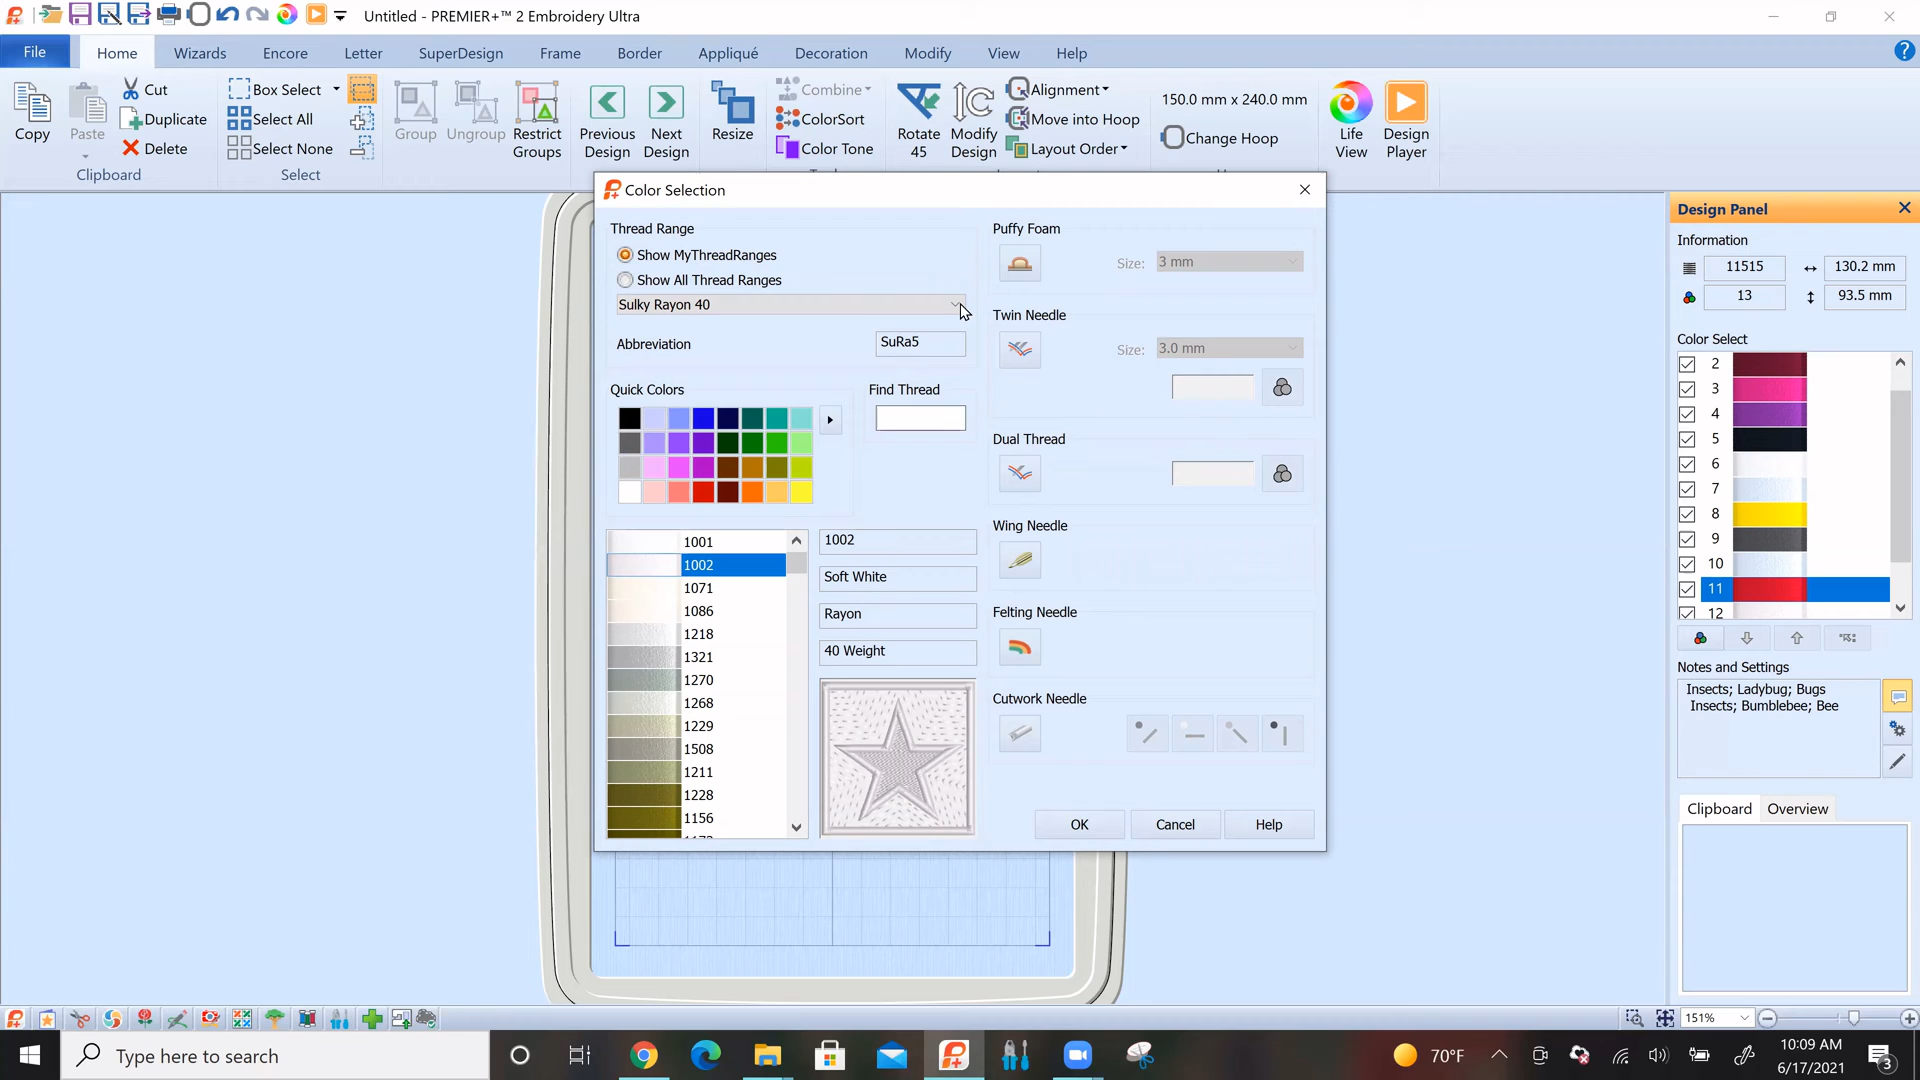 Untitled - PREMIER+™ 2 Embroidery Ultra
File Home Wizards Encore Letter SuperDesign Frame Border Appliqué Decoration Modify View Help
Copy
Paste
Cut
Duplicate
Delete
Clipboard
Box Select
Select All
Select None
Select
Group
Ungroup
Restrict Groups
Previous Design
Next Design
Resize
Combine
ColorSort
Color Tone
Rotate 45
Modify Design
Alignment
Move into Hoop
Layout Order
150.0 mm x 240.0 mm
Change Hoop
Life View
Design Player
Color Selection
Thread Range
Show MyThreadRanges
Show All Thread Ranges
Sulky Rayon 40
Abbreviation
SuRa5
Quick Colors
Find Thread
1001
1002
1071
1086
1218
1321
1270
1268
1229
1508
1211
1228
1156
1002
Soft White
Rayon
40 Weight
Puffy Foam
Size: 3 mm
Twin Needle
Size: 3.0 mm
Dual Thread
Wing Needle
Felting Needle
Cutwork Needle
OK
Cancel
Help
Design Panel
Information
11515
130.2 mm
13
93.5 mm
Color Select
2
3
4
5
6
7
8
9
10
11
12
Notes and Settings
Insects; Ladybug; Bugs
Insects; Bumblebee; Bee
Clipboard
Overview
151%
Type here to search
70°F
10:09 AM
6/17/2021
3